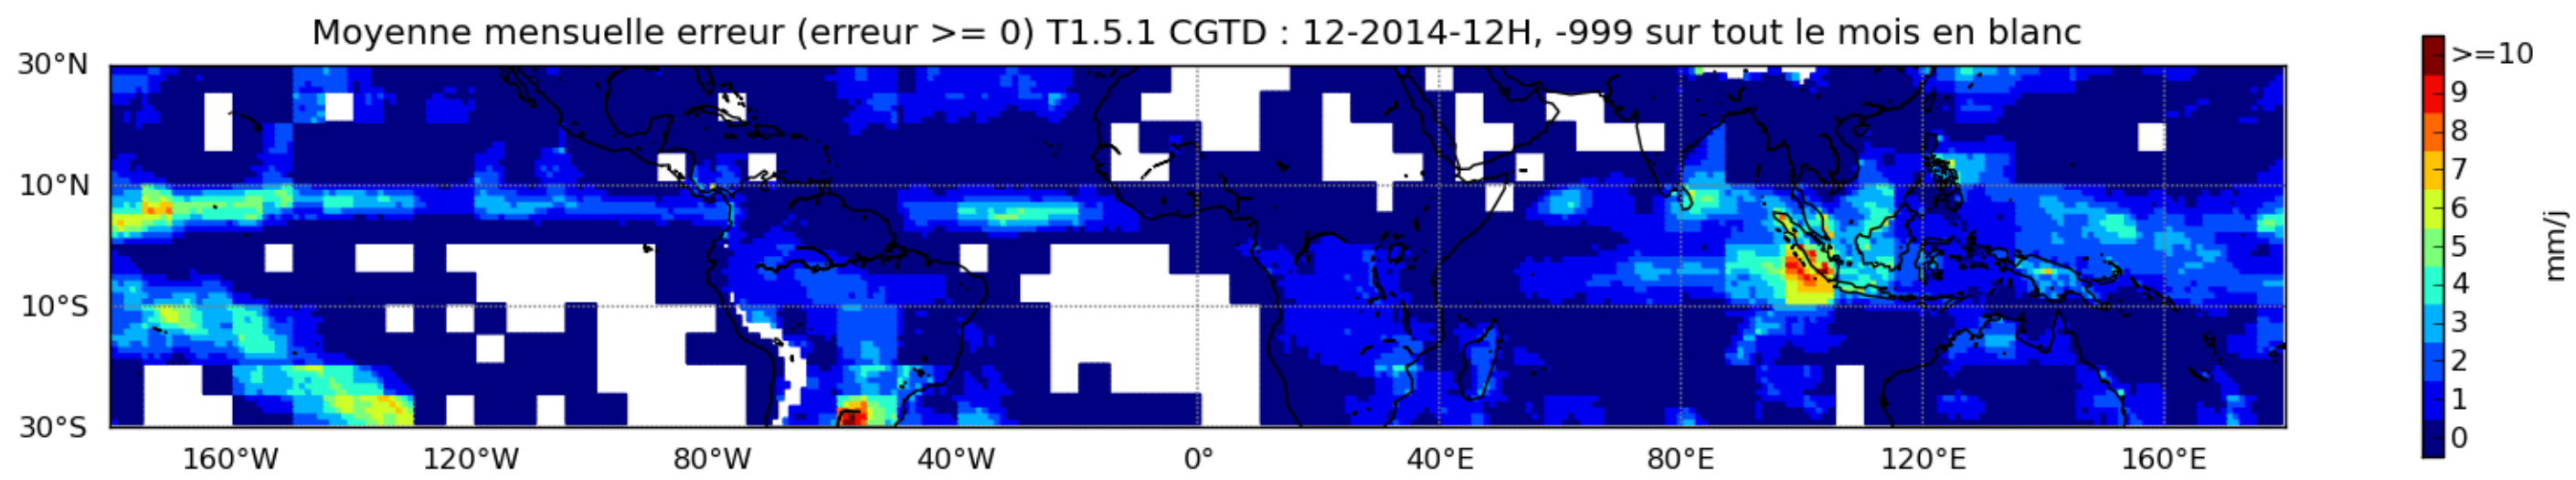 Moyenne mensuelle erreur (erreur >= 0) T1.5.1 CGTD : 12-2014-12H, -999 sur tout le mois en blanc
30°N
10°N
10°S
30°S
160°W 120°W 80°W 40°W 0° 40°E 80°E 120°E 160°E
>=10
9
8
7
6
5
4
3
2
1
0
mm/j